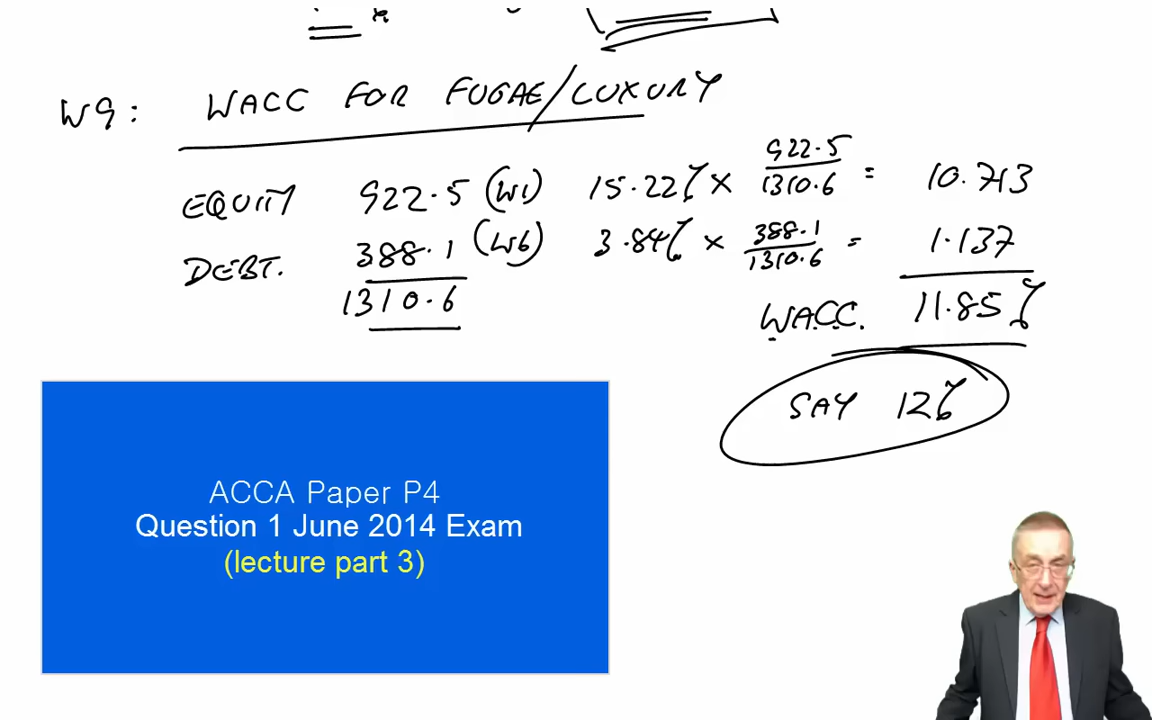 W9: WACC FOR FUGAE/LUXURY
EQUITY 922.5 (W1) 15.22% × 922.5/1310.6 = 10.713
DEBT. 388.1 (W6) 3.84% × 388.1/1310.6 = 1.137
1310.6 WACC. 11.85%
SAY 12%
ACCA Paper P4
Question 1 June 2014 Exam
(lecture part 3)